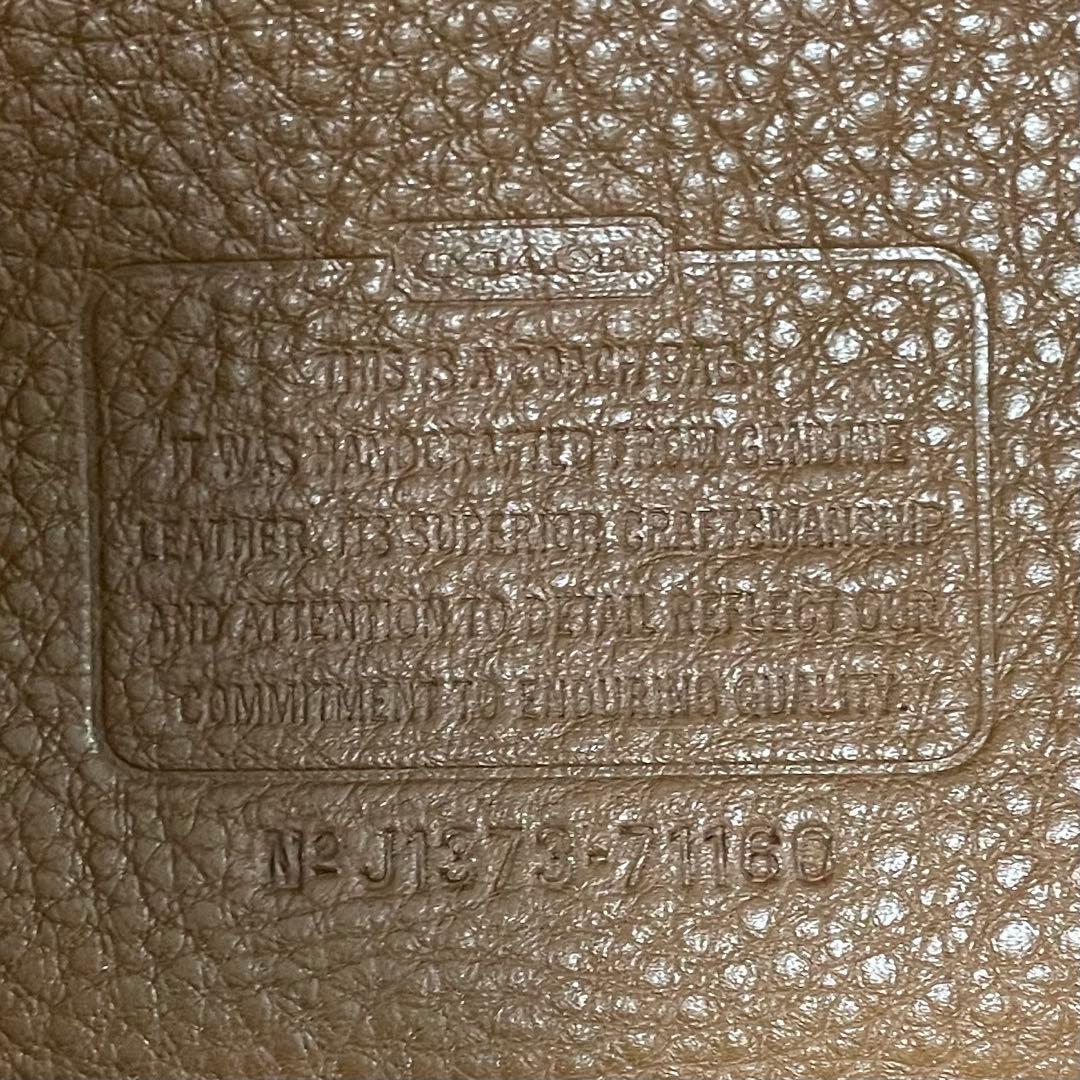 COACH
THIS IS A COACH BAG.
IT WAS HANDCRAFTED FROM GENUINE
LEATHER. ITS SUPERIOR CRAFTSMANSHIP
AND ATTENTION TO DETAIL REFLECT OUR
COMMITMENT TO ENDURING QUALITY.
Nº J1373-71160